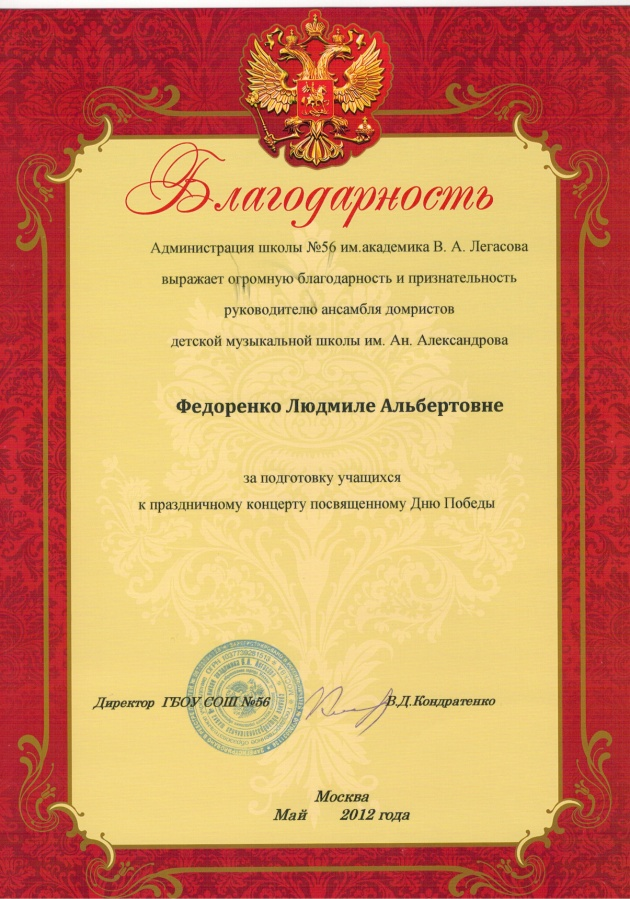 Благодарность
Администрация школы №56 им.академика В. А. Легасова
выражает огромную благодарность и признательность
руководителю ансамбля домристов
детской музыкальной школы им. Ан. Александрова
Федоренко Людмиле Альбертовне
за подготовку учащихся
к праздничному концерту посвященному Дню Победы
Директор ГБОУ СОШ №56 В.Д.Кондратенко
Москва
Май 2012 года